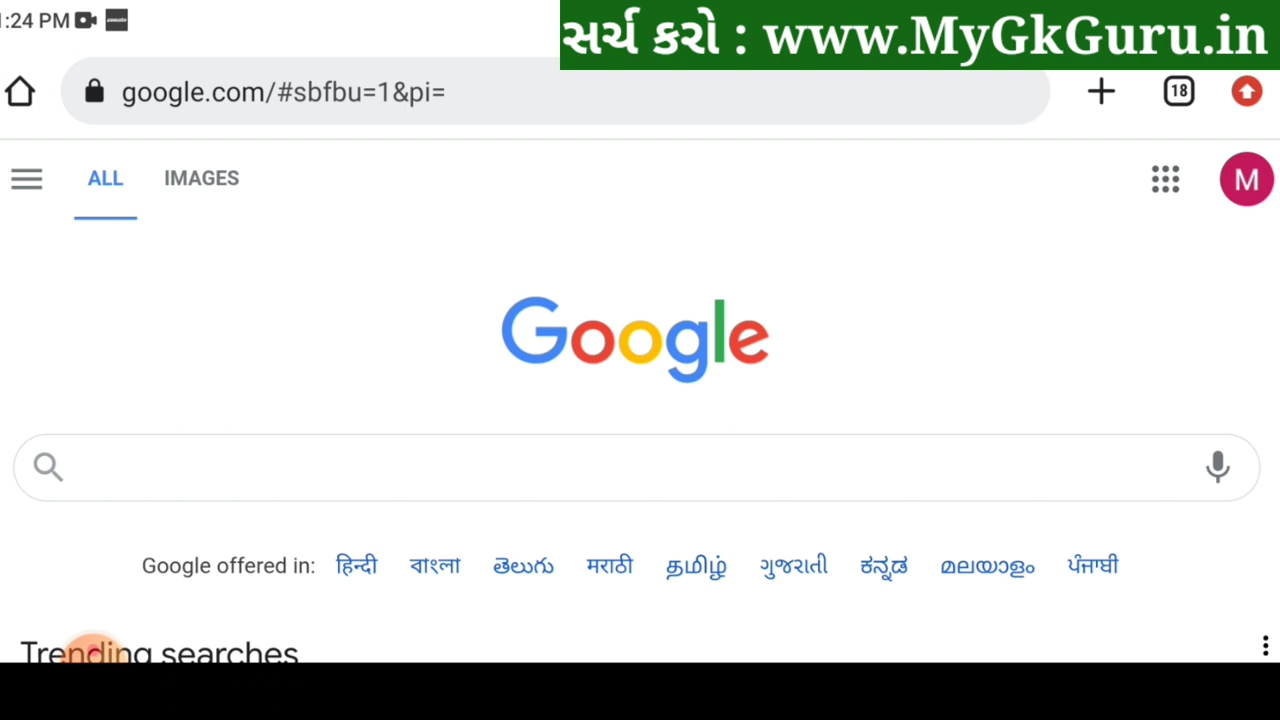 :24 PM
સર્ચ કરો : www.MyGkGuru.in
google.com/#sbfbu=1&pi=
18
ALL IMAGES
M
Google
Google offered in: हिन्दी বাংলা తెలుగు मराठी தமிழ் ગુજરાતી ಕನ್ನಡ മലയാളം ਪੰਜਾਬੀ
Trending searches